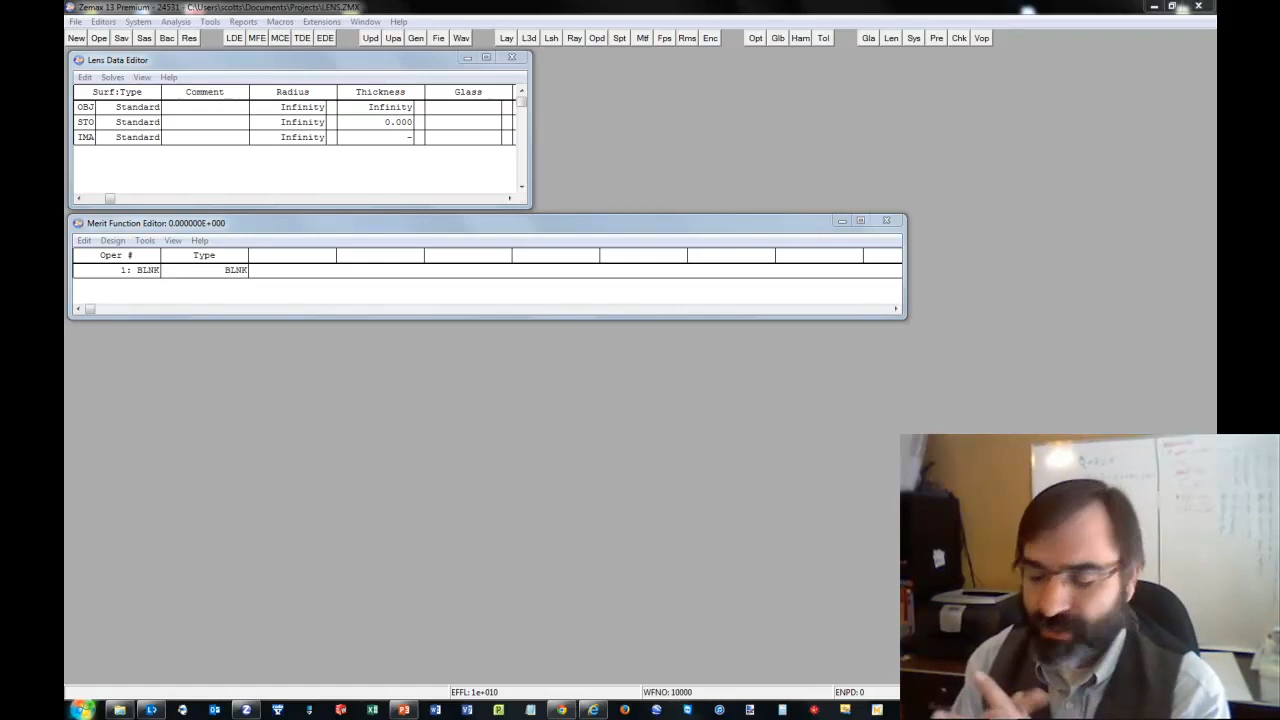 Zemax 13 Premium - 24531 - C:\Users\scotts\Documents\Projects\LENS.ZMX
File Editors System Analysis Tools Reports Macros Extensions Window Help
New Ope Sav Sas Bac Res LDE MFE MCE TDE EDE Upd Upa Gen Fie Wav Lay L3d Lsh Ray Opd Spt Mtf Fps Rms Enc Opt Glb Ham Tol Gla Len Sys Pre Chk Vop
Lens Data Editor
Edit Solves View Help
Surf:Type Comment Radius Thickness Glass
OBJ Standard Infinity Infinity
STO Standard Infinity 0.000
IMA Standard Infinity -
Merit Function Editor: 0.000000E+000
Edit Design Tools View Help
Oper # Type
1: BLNK BLNK
EFFL: 1e+010 WFNO: 10000 ENPD: 0